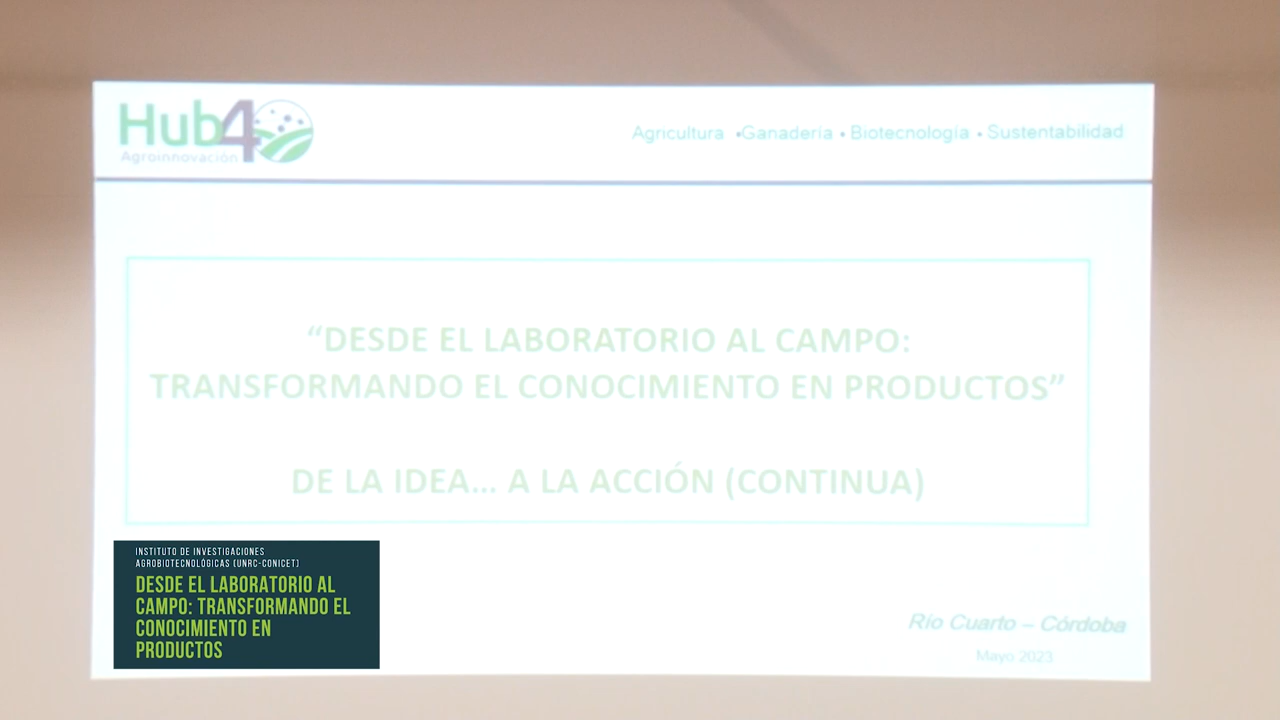 Hub4
Agroinnovación
Agricultura •Ganadería • Biotecnología • Sustentabilidad
“DESDE EL LABORATORIO AL CAMPO:
TRANSFORMANDO EL CONOCIMIENTO EN PRODUCTOS”
DE LA IDEA... A LA ACCIÓN (CONTINUA)
INSTITUTO DE INVESTIGACIONES
AGROBIOTECNOLÓGICAS (UNRC-CONICET)
DESDE EL LABORATORIO AL
CAMPO: TRANSFORMANDO EL
CONOCIMIENTO EN
PRODUCTOS
Río Cuarto – Córdoba
Mayo 2023